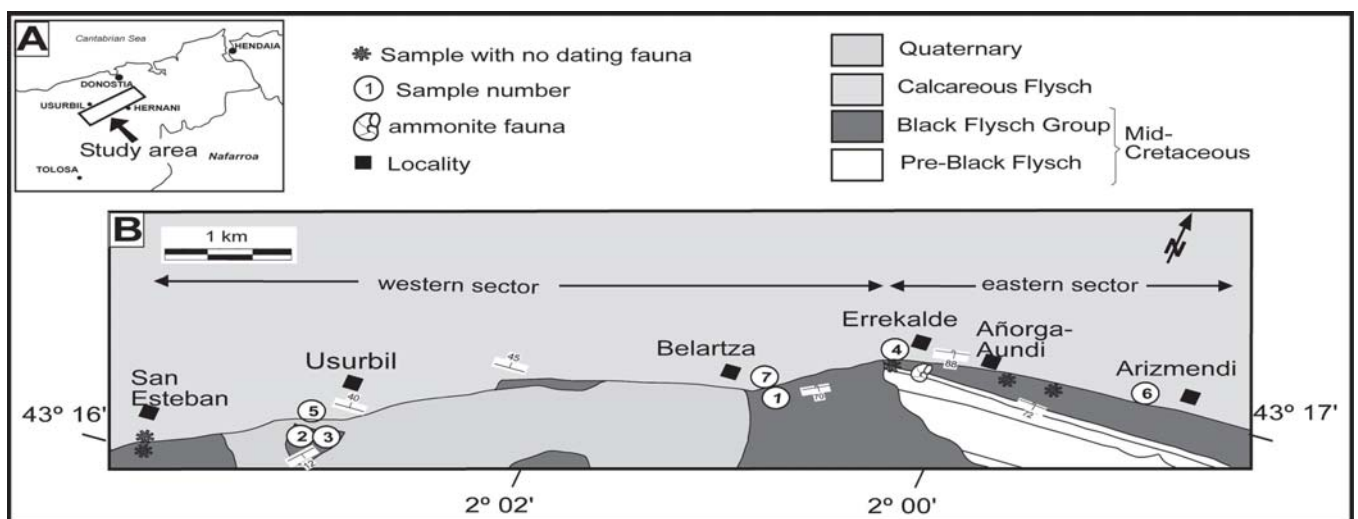 A
Cantabrian Sea
HENDAIA
DONOSTIA
USURBIL
HERNANI
Study area
Nafarroa
TOLOSA
Sample with no dating fauna
1 Sample number
ammonite fauna
Locality
Quaternary
Calcareous Flysch
Black Flysch Group
Pre-Black Flysch
Mid-
Cretaceous
B
1 km
N
western sector
eastern sector
Errekalde
Añorga-
Aundi
Belartza
Arizmendi
Usurbil
San
Esteban
45
40
4
88
7
1
70
6
5
2 3
72
43º 16'
43º 17'
2º 02'
2º 00'